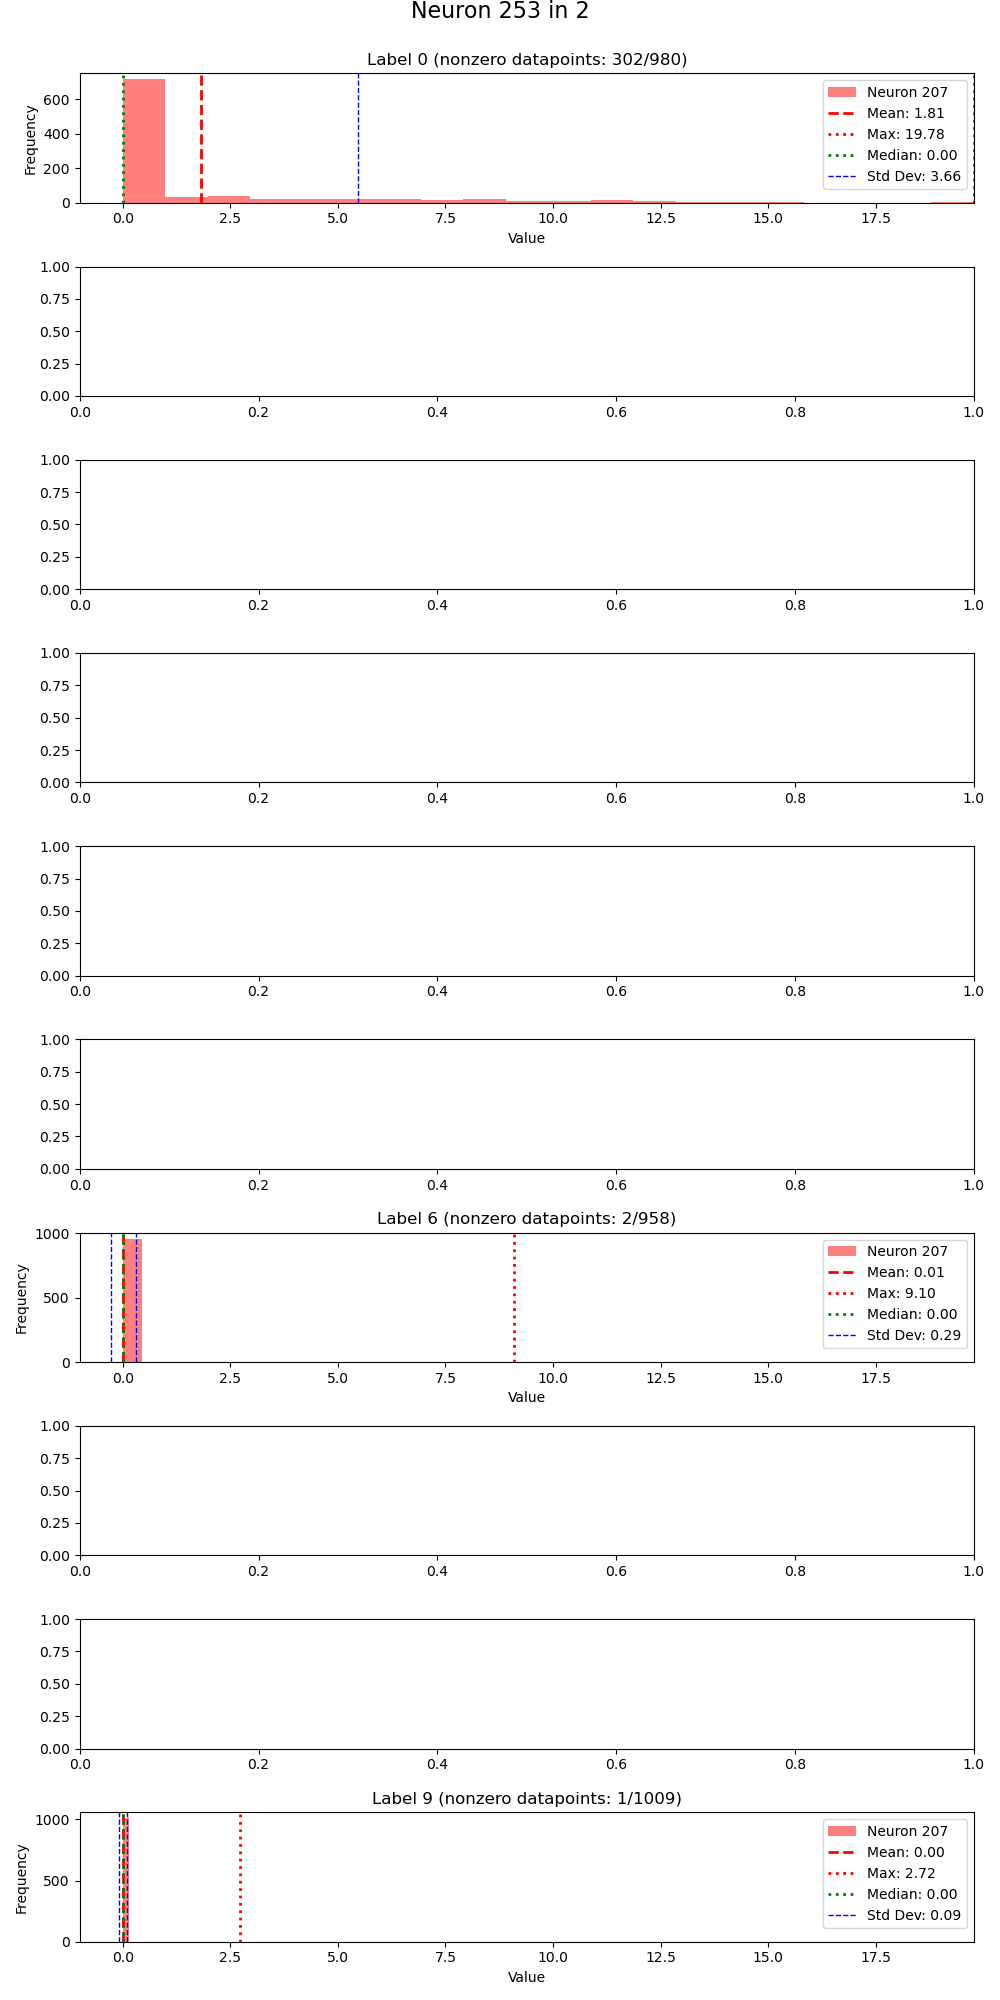 Neuron 253 in 2
Label 0 (nonzero datapoints: 302/980)
Frequency
600
400
200
0
Neuron 207
Mean: 1.81
Max: 19.78
Median: 0.00
Std Dev: 3.66
0.0 2.5 5.0 7.5 10.0 12.5 15.0 17.5
Value
1.00
0.75
0.50
0.25
0.00
0.0 0.2 0.4 0.6 0.8 1.0
1.00
0.75
0.50
0.25
0.00
0.0 0.2 0.4 0.6 0.8 1.0
1.00
0.75
0.50
0.25
0.00
0.0 0.2 0.4 0.6 0.8 1.0
1.00
0.75
0.50
0.25
0.00
0.0 0.2 0.4 0.6 0.8 1.0
1.00
0.75
0.50
0.25
0.00
0.0 0.2 0.4 0.6 0.8 1.0
Label 6 (nonzero datapoints: 2/958)
Frequency
1000
500
0
Neuron 207
Mean: 0.01
Max: 9.10
Median: 0.00
Std Dev: 0.29
0.0 2.5 5.0 7.5 10.0 12.5 15.0 17.5
Value
1.00
0.75
0.50
0.25
0.00
0.0 0.2 0.4 0.6 0.8 1.0
1.00
0.75
0.50
0.25
0.00
0.0 0.2 0.4 0.6 0.8 1.0
Label 9 (nonzero datapoints: 1/1009)
Frequency
1000
500
0
Neuron 207
Mean: 0.00
Max: 2.72
Median: 0.00
Std Dev: 0.09
0.0 2.5 5.0 7.5 10.0 12.5 15.0 17.5
Value